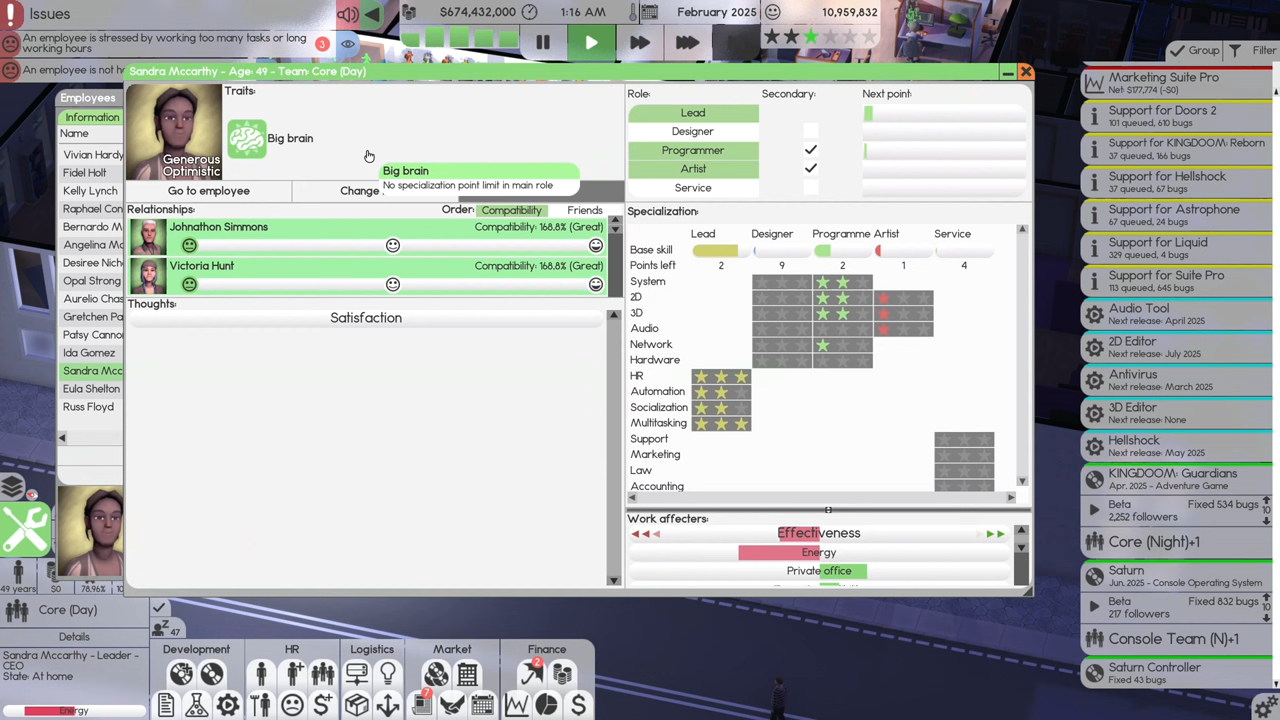 Issues
An employee is stressed by working too many tasks or long
working hours
3
An employee is not h
$674,432,000
1:16 AM
February 2025
10,959,832
Group
Filter
Employees
Information
Name
Vivian Hardy
Fidel Holt
Kelly Lynch
Raphael Con
Bernardo M
Angelina M
Desiree Nich
Opal Strong
Aurelio Chas
Gretchen Pa
Patsy Cannon
Ida Gomez
Sandra Mcc
Eula Shelton
Russ Floyd
Sandra Mccarthy - Age: 49 - Team: Core (Day)
Traits:
Big brain
Generous
Optimistic
Big brain
No specialization point limit in main role
Go to employee
Change
Relationships:
Order:
Compatibility
Friends
Johnathon Simmons
Compatibility: 168.8% (Great)
Victoria Hunt
Compatibility: 168.8% (Great)
Thoughts:
Satisfaction
Role:
Secondary:
Next point:
Lead
Designer
Programmer
Artist
Service
Specialization:
Lead Designer Programme Artist Service
Base skill
Points left 2 9 2 1 4
System
2D
3D
Audio
Network
Hardware
HR
Automation
Socialization
Multitasking
Support
Marketing
Law
Accounting
Work affecters:
Effectiveness
Energy
Private office
Marketing Suite Pro
Net: $177,774 (-$0)
Support for Doors 2
101 queued, 610 bugs
Support for KINGDOOM: Reborn
37 queued, 166 bugs
Support for Hellshock
37 queued, 67 bugs
Support for Astrophone
67 queued, 24 bugs
Support for Liquid
329 queued, 4 bugs
Support for Suite Pro
113 queued, 645 bugs
Audio Tool
Next release: April 2025
2D Editor
Next release: July 2025
Antivirus
Next release: March 2025
3D Editor
Next release: None
Hellshock
Next release: May 2025
KINGDOOM: Guardians
Apr. 2025 - Adventure Game
Beta
Fixed 534 bugs
2,252 followers
10
Core (Night)+1
Saturn
Jun. 2025 - Console Operating System
Beta
Fixed 832 bugs
217 followers
10
Console Team (N)+1
Saturn Controller
Fixed 43 bugs
49 years
$0
78.96%
Core (Day)
Details
47
Sandra Mccarthy - Leader -
CEO
State: At home
Energy
Development
HR
Logistics
Market
Finance
2
7